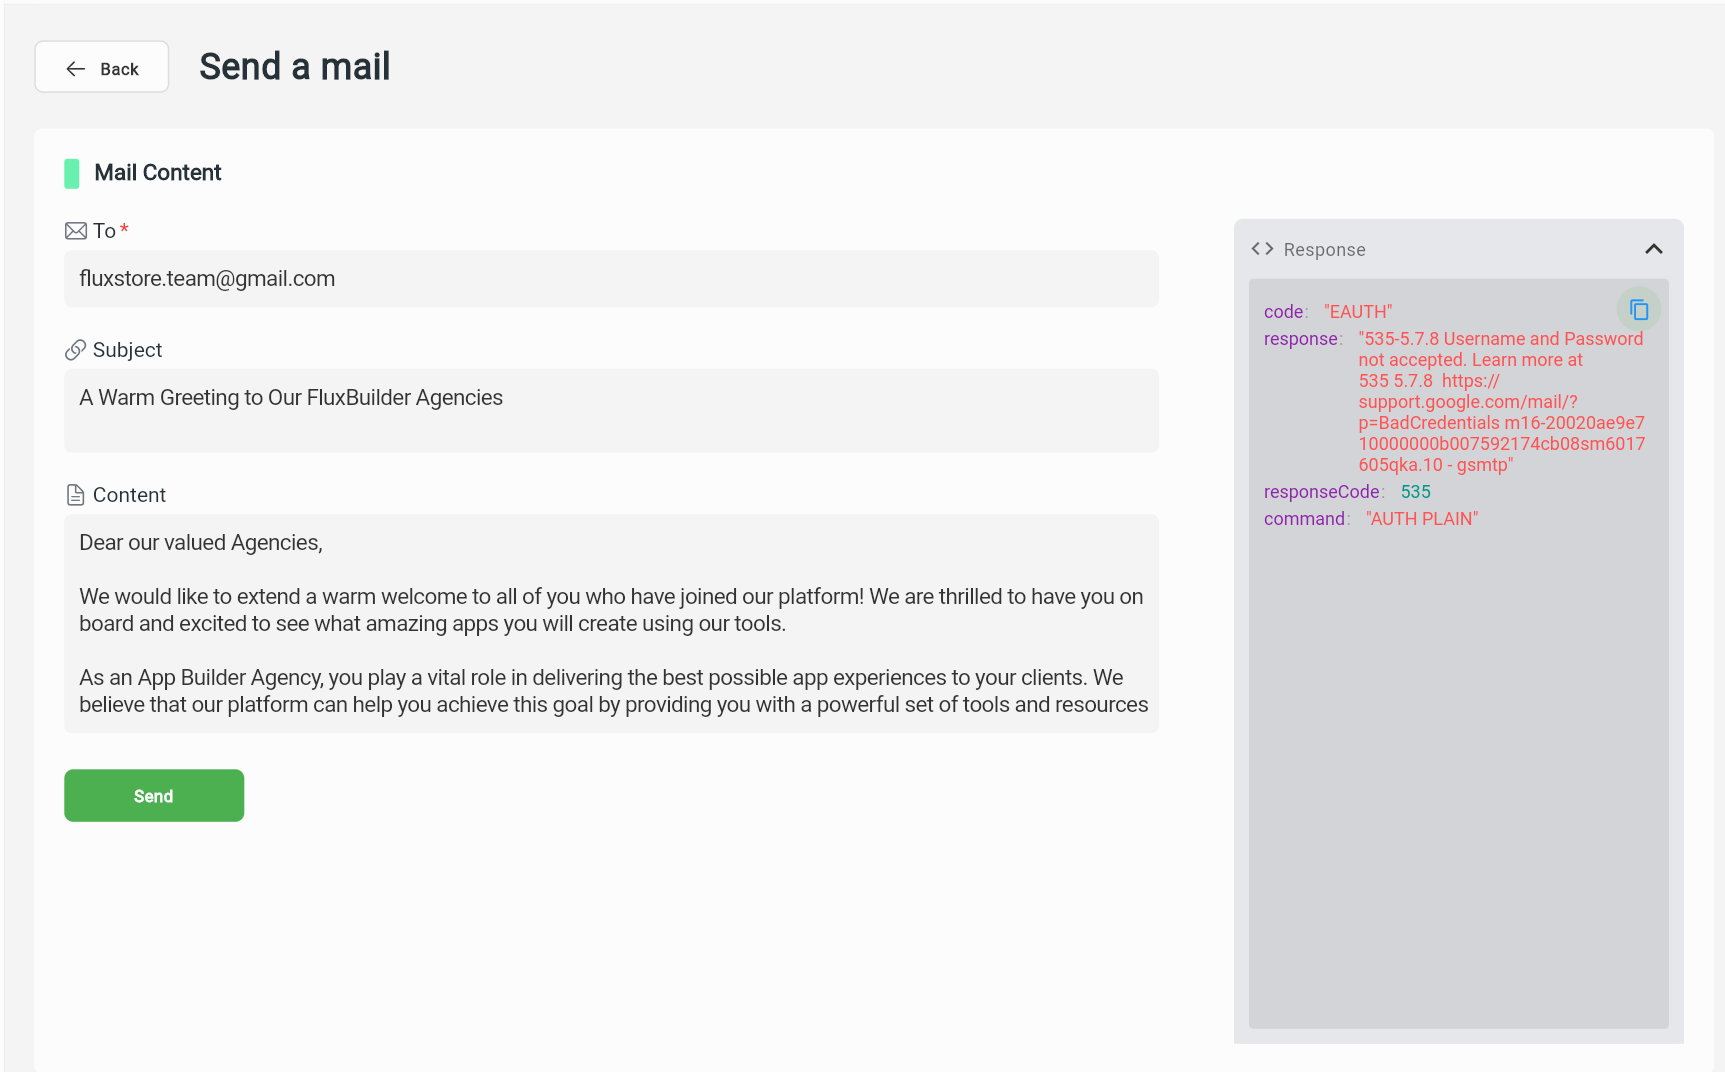 Back
Send a mail
Mail Content
To *
fluxstore.team@gmail.com
Subject
A Warm Greeting to Our FluxBuilder Agencies
Content
Dear our valued Agencies,
We would like to extend a warm welcome to all of you who have joined our platform! We are thrilled to have you on
board and excited to see what amazing apps you will create using our tools.
As an App Builder Agency, you play a vital role in delivering the best possible app experiences to your clients. We
believe that our platform can help you achieve this goal by providing you with a powerful set of tools and resources
Send
<> Response
code: "EAUTH"
response: "535-5.7.8 Username and Password
not accepted. Learn more at
535 5.7.8  https://
support.google.com/mail/?
p=BadCredentials m16-20020ae9e7
10000000b007592174cb08sm6017
605qka.10 - gsmtp"
responseCode: 535
command: "AUTH PLAIN"